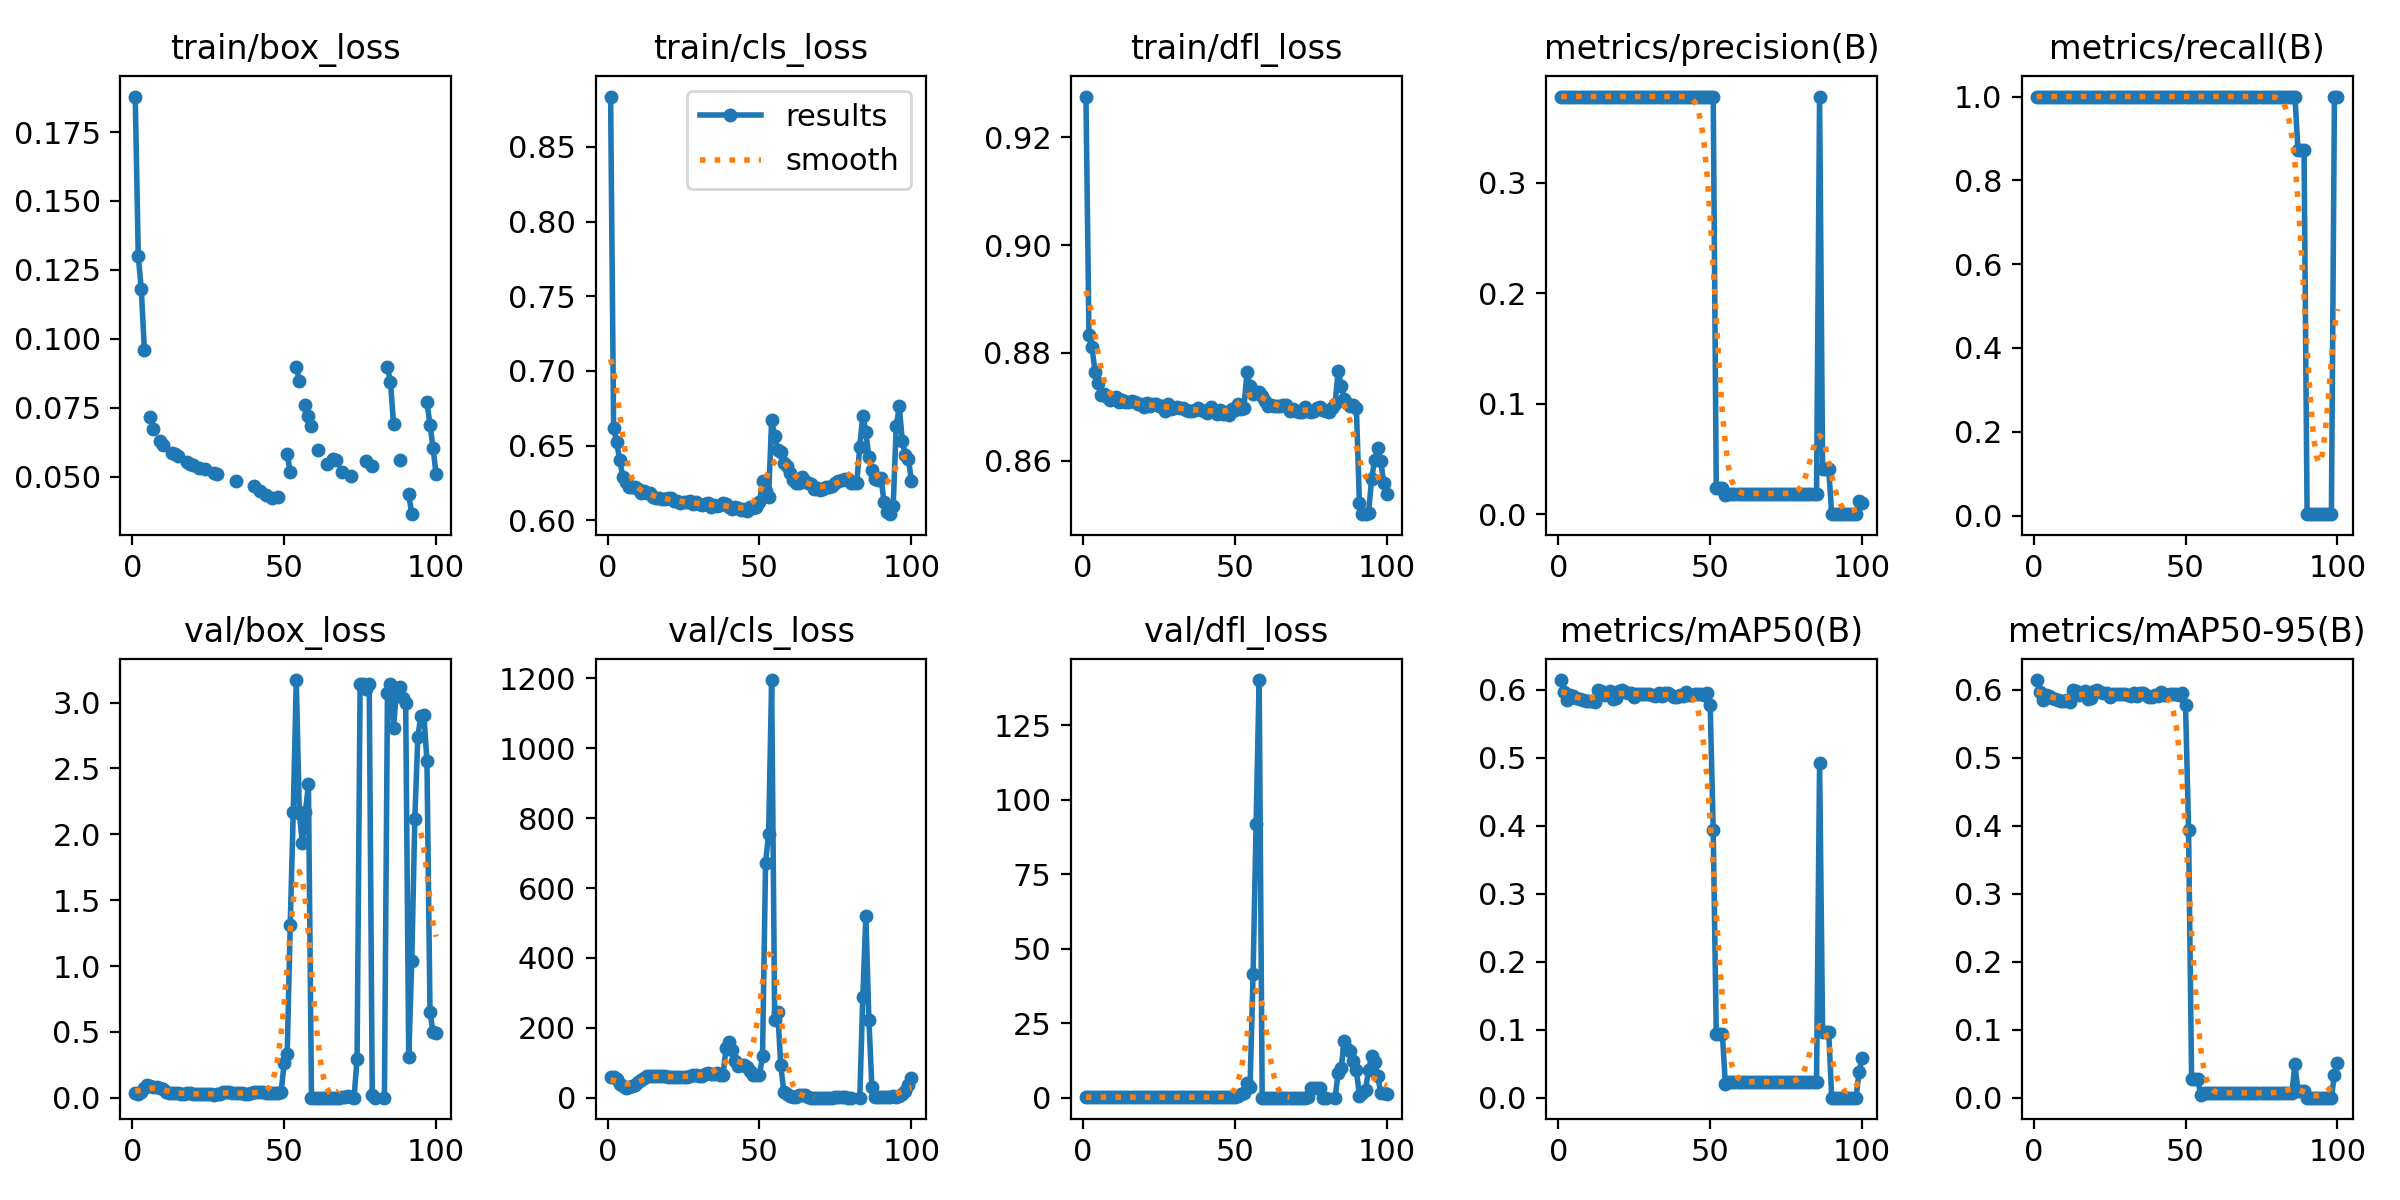 train/box_loss
0.175
0.150
0.125
0.100
0.075
0.050
0 50 100
train/cls_loss
results
smooth
0.85
0.80
0.75
0.70
0.65
0.60
0 50 100
train/dfl_loss
0.92
0.90
0.88
0.86
0 50 100
metrics/precision(B)
0.3
0.2
0.1
0.0
0 50 100
metrics/recall(B)
1.0
0.8
0.6
0.4
0.2
0.0
0 50 100
val/box_loss
3.0
2.5
2.0
1.5
1.0
0.5
0.0
0 50 100
val/cls_loss
1200
1000
800
600
400
200
0
0 50 100
val/dfl_loss
125
100
75
50
25
0
0 50 100
metrics/mAP50(B)
0.6
0.5
0.4
0.3
0.2
0.1
0.0
0 50 100
metrics/mAP50-95(B)
0.6
0.5
0.4
0.3
0.2
0.1
0.0
0 50 100